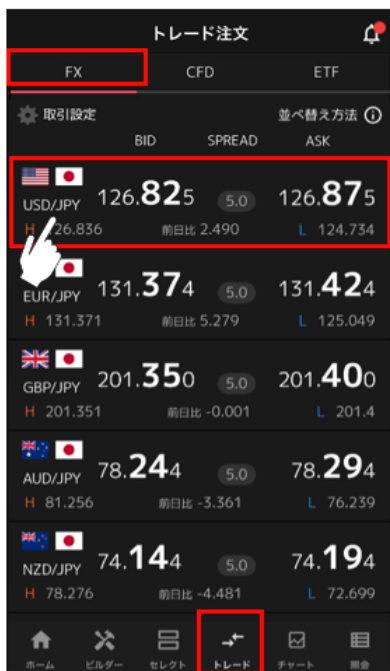 トレード注文
FX CFD ETF
取引設定 並べ替え方法
BID SPREAD ASK
USD/JPY 126.825 5.0 126.875
H 26.836 前日比 2.490 L 124.734
EUR/JPY 131.374 5.0 131.424
H 131.371 前日比 5.279 L 125.049
GBP/JPY 201.350 5.0 201.400
H 201.351 前日比 -0.001 L 201.4
AUD/JPY 78.244 5.0 78.294
H 81.256 前日比 -3.361 L 76.239
NZD/JPY 74.144 5.0 74.194
H 78.276 前日比 -4.481 L 72.699
ホーム ビルダー セレクト トレード チャート 照会